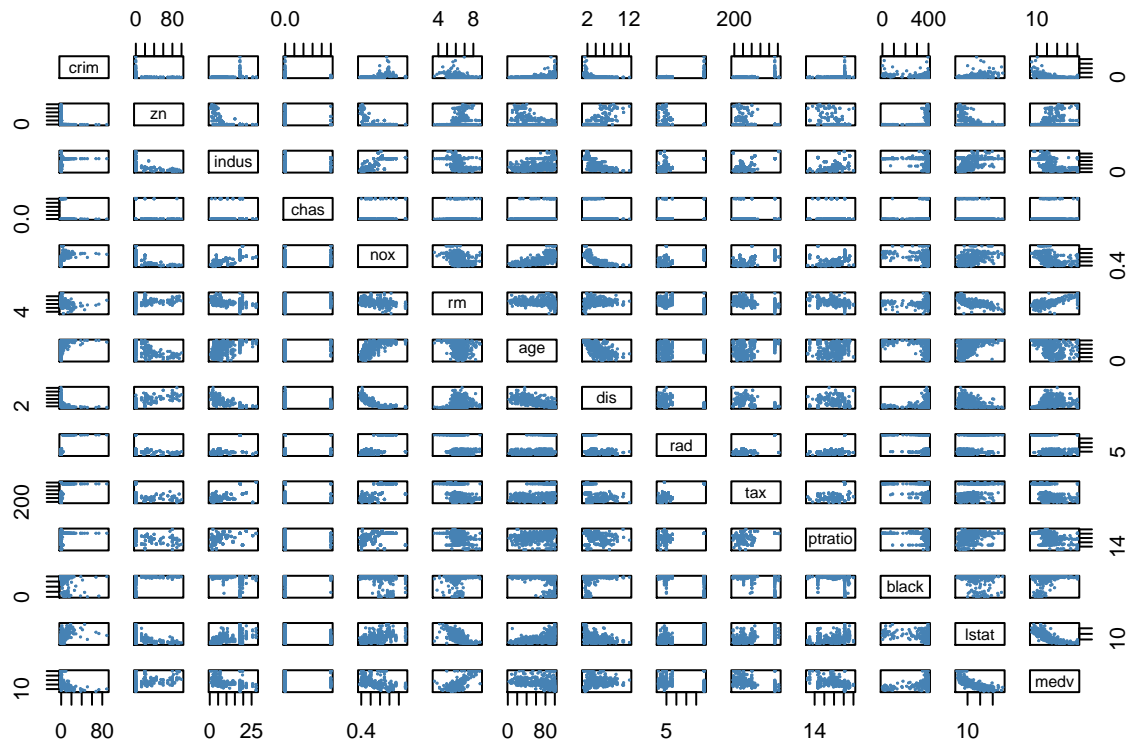 0 80 0.0 4 8 2 12 200 0 400 10
crim 0
0 zn
indus 0
0.0 chas
nox 0.4
4 rm
age 0
2 dis
rad 5
200 tax
ptratio 14
0 black
lstat 10
10 medv
0 80 0 25 0.4 0 80 5 14 10